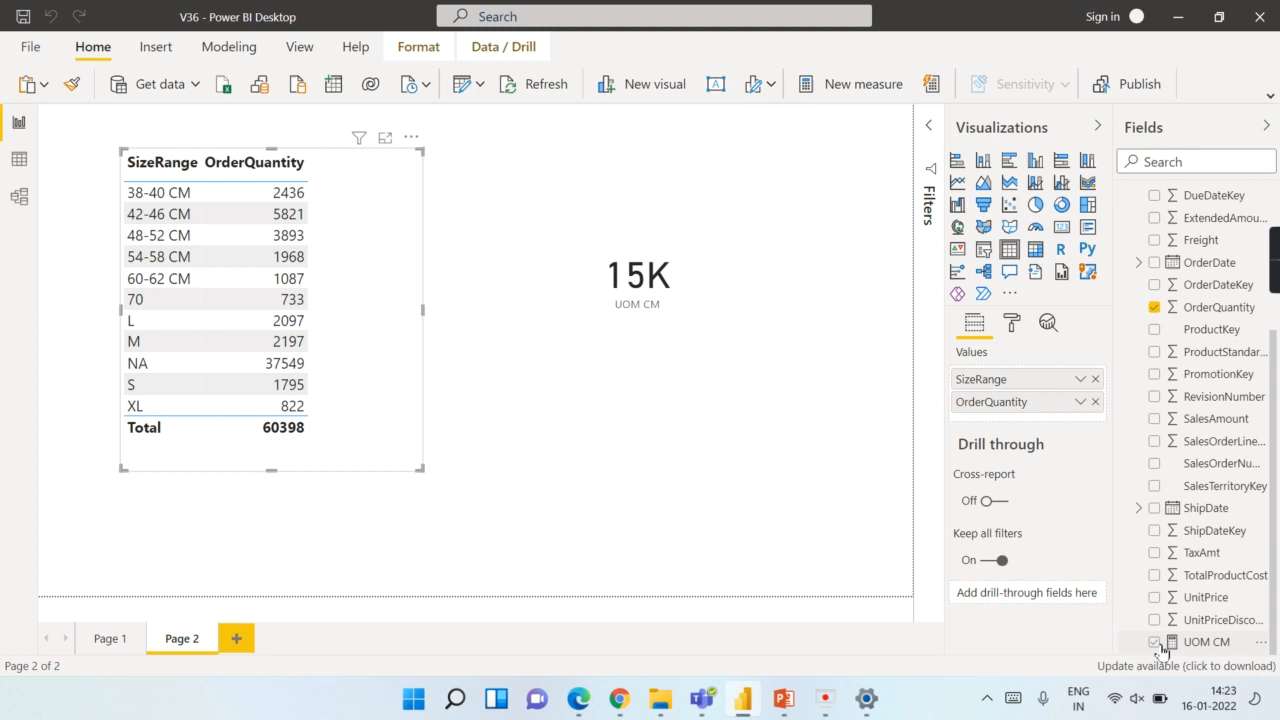 V36 - Power BI Desktop
Search
Sign in
File Home Insert Modeling View Help Format Data / Drill
Get data
Refresh
New visual
A
New measure
Sensitivity
Publish
SizeRange OrderQuantity
38-40 CM 2436
42-46 CM 5821
48-52 CM 3893
54-58 CM 1968
60-62 CM 1087
70 733
L 2097
M 2197
NA 37549
S 1795
XL 822
Total 60398
15K
UOM CM
Filters
Visualizations
123
R
Py
Values
SizeRange
OrderQuantity
Drill through
Cross-report
Off
Keep all filters
On
Add drill-through fields here
Fields
Search
DueDateKey
ExtendedAmou...
Freight
OrderDate
OrderDateKey
OrderQuantity
ProductKey
ProductStandar...
PromotionKey
RevisionNumber
SalesAmount
SalesOrderLine...
SalesOrderNu...
SalesTerritoryKey
ShipDate
ShipDateKey
TaxAmt
TotalProductCost
UnitPrice
UnitPriceDisco...
UOM CM
Page 1
Page 2
Page 2 of 2
Update available (click to download)
ENG
IN
14:23
16-01-2022